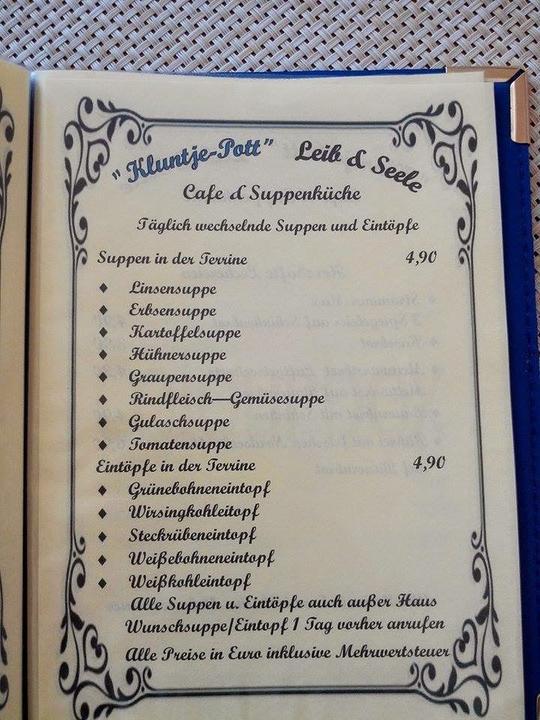 "Kluntje-Pott" Leib & Seele
Cafe & Suppenküche
Täglich wechselnde Suppen und Eintöpfe
Suppen in der Terrine 4,90
♦ Linsensuppe
♦ Erbsensuppe
♦ Kartoffelsuppe
♦ Hühnersuppe
♦ Graupensuppe
♦ Rindfleisch—Gemüsesuppe
♦ Gulaschsuppe
♦ Tomatensuppe
Eintöpfe in der Terrine 4,90
♦ Grünebohneneintopf
♦ Wirsingkohleitopf
♦ Steckrübeneintopf
♦ Weißebohneneintopf
♦ Weißkohleintopf
Alle Suppen u. Eintöpfe auch außer Haus
Wunschsuppe/Eintopf 1 Tag vorher anrufen
Alle Preise in Euro inklusive Mehrwertsteuer